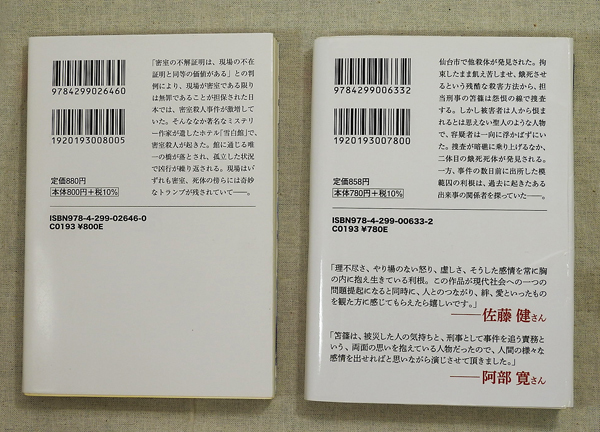 9784299026460
1920193008005
「密室の不解証明は、現場の不在
証明と同等の価値がある」との判
例により、現場が密室である限り
は無罪であることが担保された日
本では、密室殺人事件が激増して
いた。そんななか著名なミステリ
ー作家が遺したホテル「雪白館」で、
密室殺人が起きた。館に通じる唯
一の橋が落とされ、孤立した状況
で凶行が繰り返される。現場はい
ずれも密室、死体の傍らには奇妙
なトランプが残されていて――。
定価880円
本体800円+税10%
ISBN978-4-299-02646-0
C0193 ¥800E
9784299006332
1920193007800
仙台市で他殺体が発見された。拘
束したまま飢え苦しませ、餓死させ
るという残酷な殺害方法から、担
当刑事の笘篠は怨恨の線で捜査
する。しかし被害者は人から恨ま
れるとは思えない聖人のような人物
で、容疑者は一向に浮かばずにい
た。捜査が暗礁に乗り上げるなか、
二体目の餓死死体が発見される。
一方、事件の数日前に出所した模
範囚の利根は、過去に起きたある
出来事の関係者を探っていた――。
定価858円
本体780円+税10%
ISBN978-4-299-00633-2
C0193 ¥780E
「理不尽さ、やり場のない怒り、虚しさ、そうした感情を常に胸
の内に抱え生きている利根。この作品が現代社会への一つの
問題提起になると同時に、人とのつながり、絆、愛といったもの
を観た方に感じてもらえたら嬉しいです。」
――佐藤 健さん
「笘篠は、被災した人の気持ちと、刑事として事件を追う責務と
いう、両面の思いを抱えている人物だったので、人間の様々な
感情を出せればと思いながら演じさせて頂きました。」
――阿部 寛さん